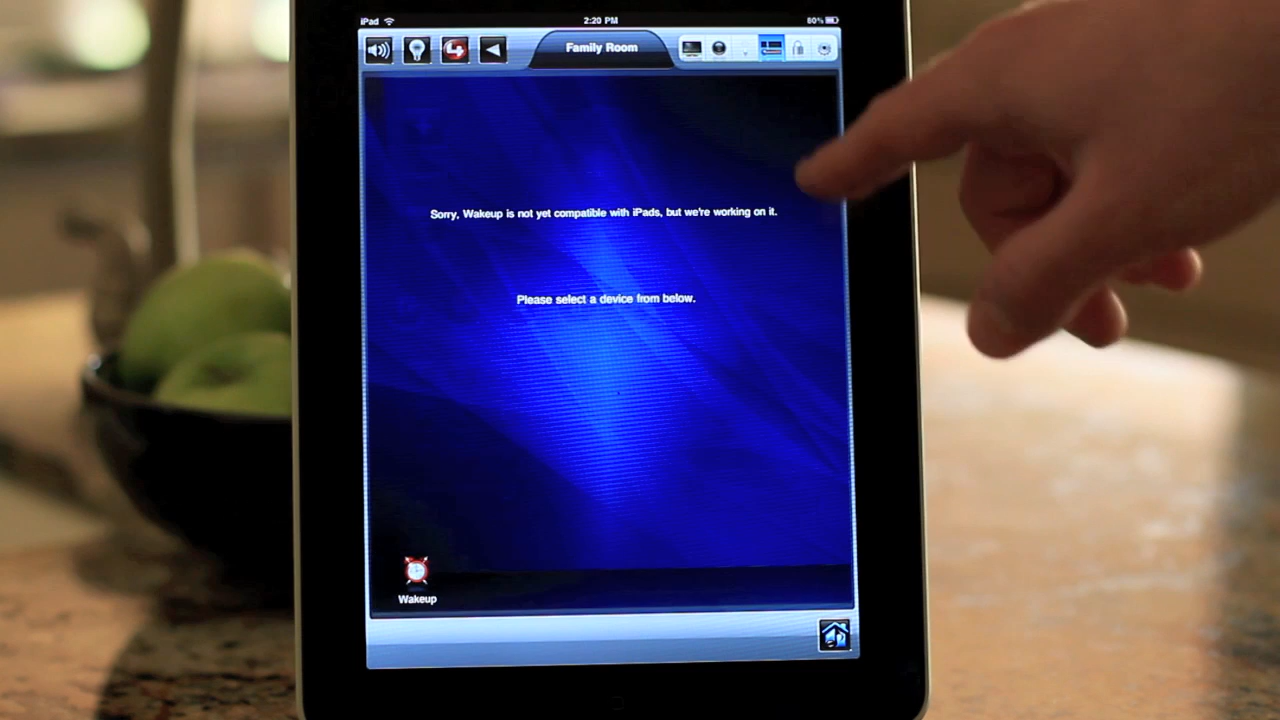 iPad 2:20 PM 80%
Family Room
Sorry, Wakeup is not yet compatible with iPads, but we're working on it.
Please select a device from below.
Wakeup